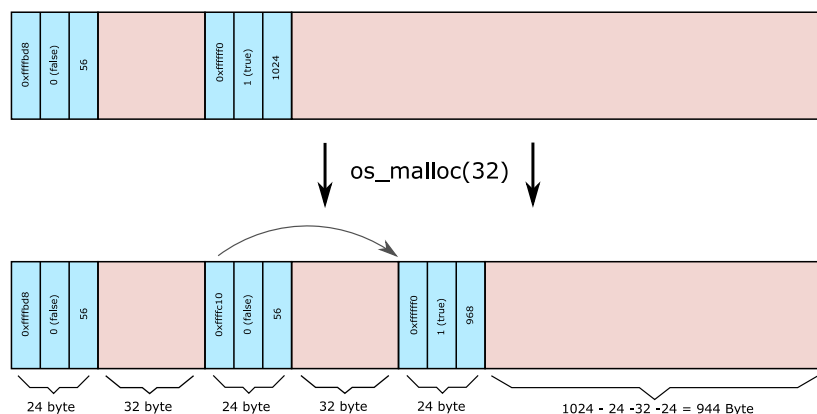 0xffffbd8
0 (false)
56
0xffffff0
1 (true)
1024
os_malloc(32)
0xffffbd8
0 (false)
56
0xffffc10
0 (false)
56
0xffffff0
1 (true)
968
24 byte
32 byte
24 byte
32 byte
24 byte
1024 - 24 -32 -24 = 944 Byte